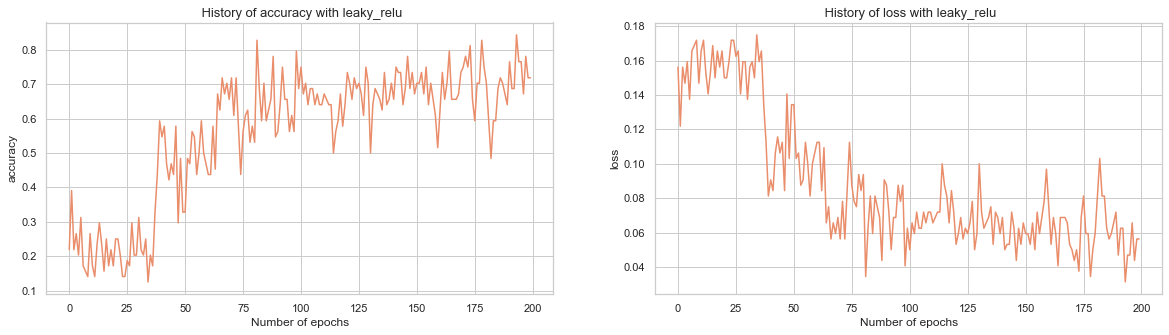 History of accuracy with leaky_relu
accuracy
0.8
0.7
0.6
0.5
0.4
0.3
0.2
0.1
0 25 50 75 100 125 150 175 200
Number of epochs
History of loss with leaky_relu
loss
0.18
0.16
0.14
0.12
0.10
0.08
0.06
0.04
0 25 50 75 100 125 150 175 200
Number of epochs